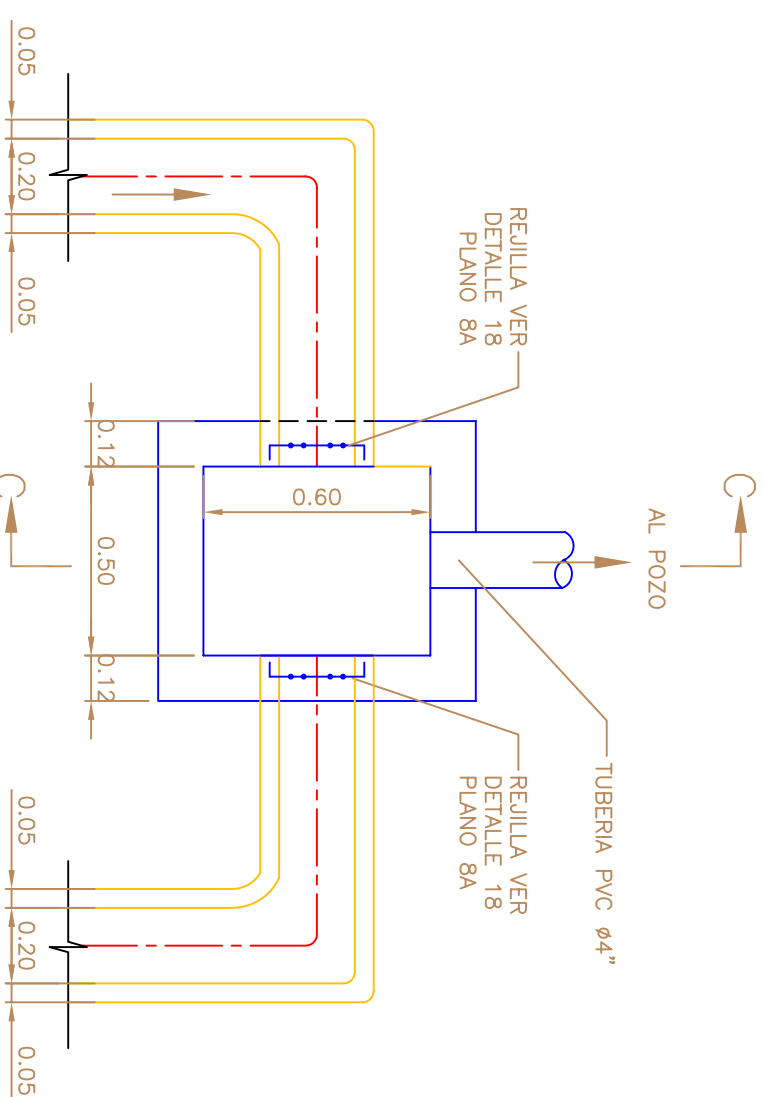 C
C
AL POZO
TUBERIA PVC ø4"
REJILLA VER
DETALLE 18
PLANO 8A
REJILLA VER
DETALLE 18
PLANO 8A
0.60
0.12
0.50
0.12
0.05
0.20
0.05
0.05
0.20
0.05